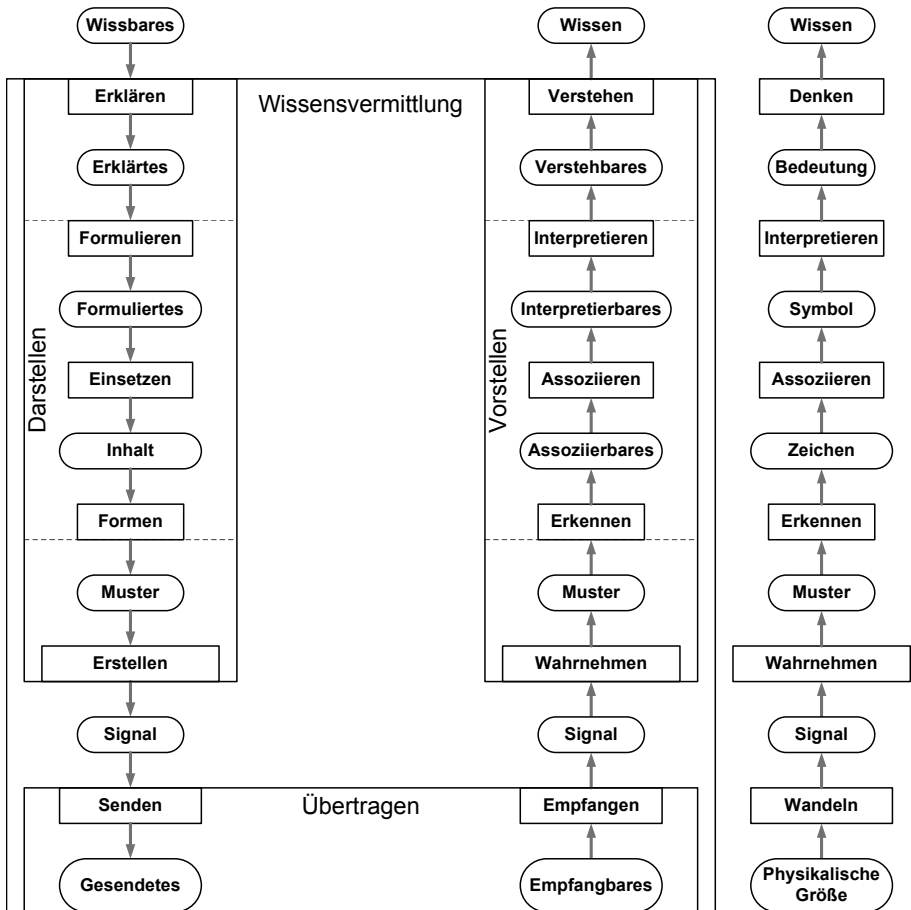 Wissbares
Wissen
Wissen
Erklären
Wissensvermittlung
Verstehen
Denken
Erklärtes
Verstehbares
Bedeutung
Formulieren
Interpretieren
Interpretieren
Formuliertes
Interpretierbares
Symbol
Darstellen
Einsetzen
Vorstellen
Assoziieren
Assoziieren
Inhalt
Assoziierbares
Zeichen
Formen
Erkennen
Erkennen
Muster
Muster
Muster
Erstellen
Wahrnehmen
Wahrnehmen
Signal
Signal
Signal
Senden
Übertragen
Empfangen
Wandeln
Gesendetes
Empfangbares
Physikalische
Größe